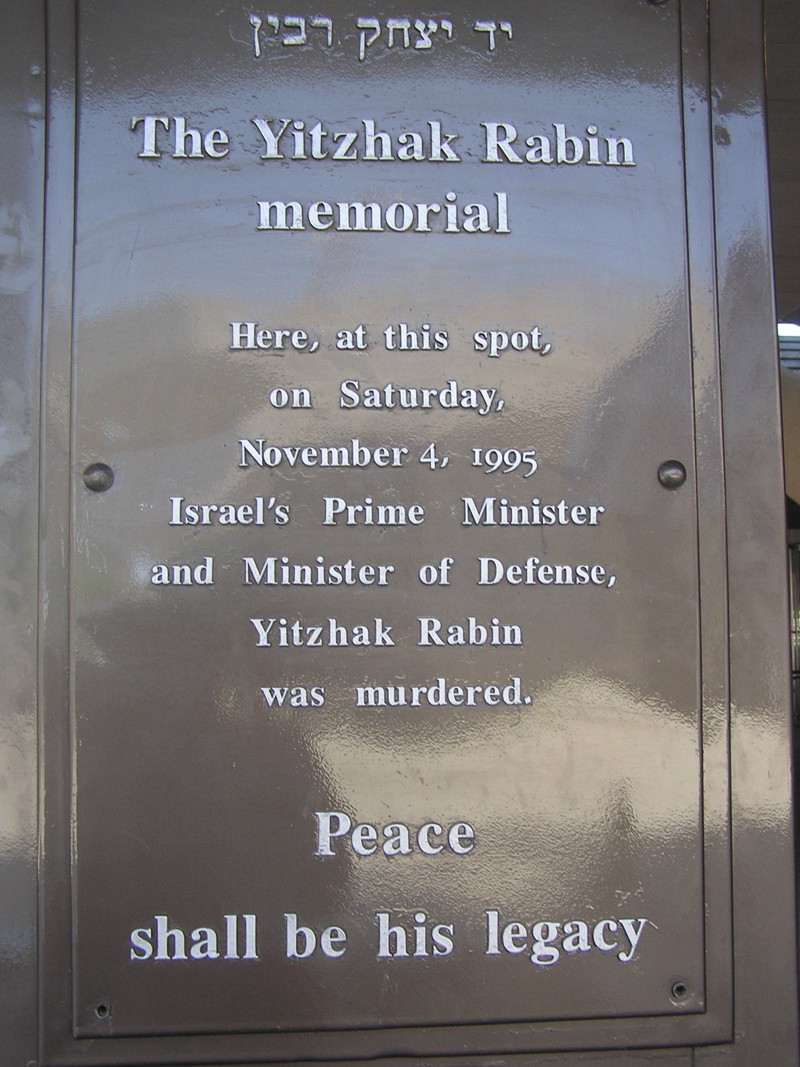 יד יצחק רבין
The Yitzhak Rabin
memorial
Here, at this spot,
on Saturday,
November 4, 1995
Israel's Prime Minister
and Minister of Defense,
Yitzhak Rabin
was murdered.
Peace
shall be his legacy